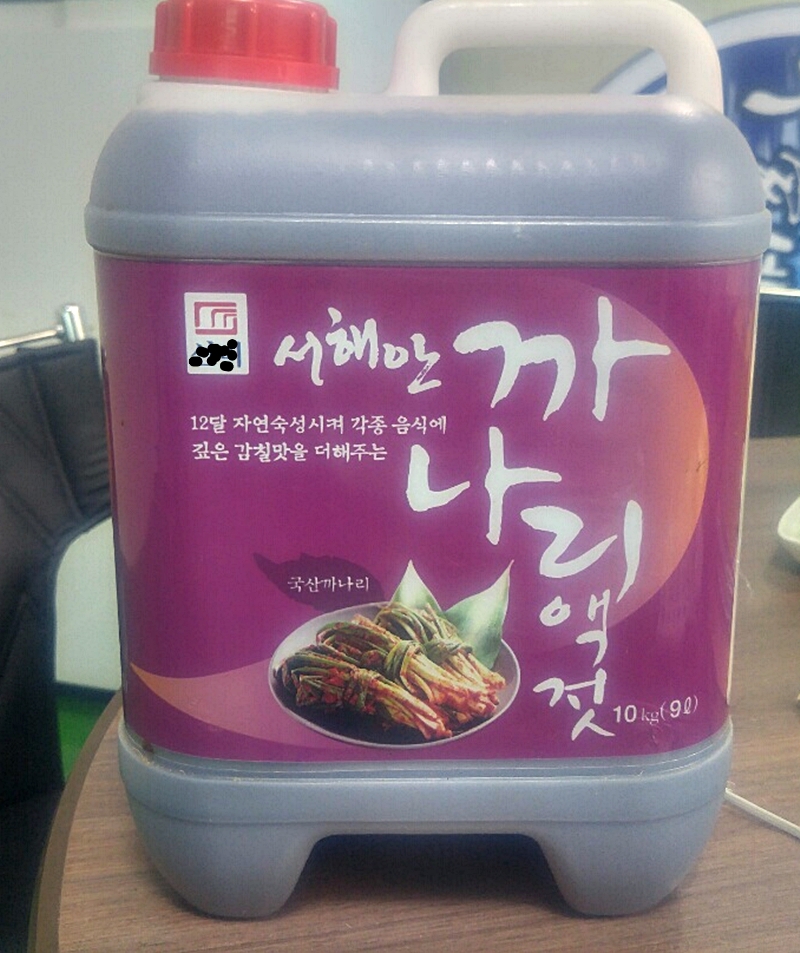 서해안 까나리액젓
12달 자연숙성시켜 각종 음식에
깊은 감칠맛을 더해주는
국산까나리
10kg(9ℓ)